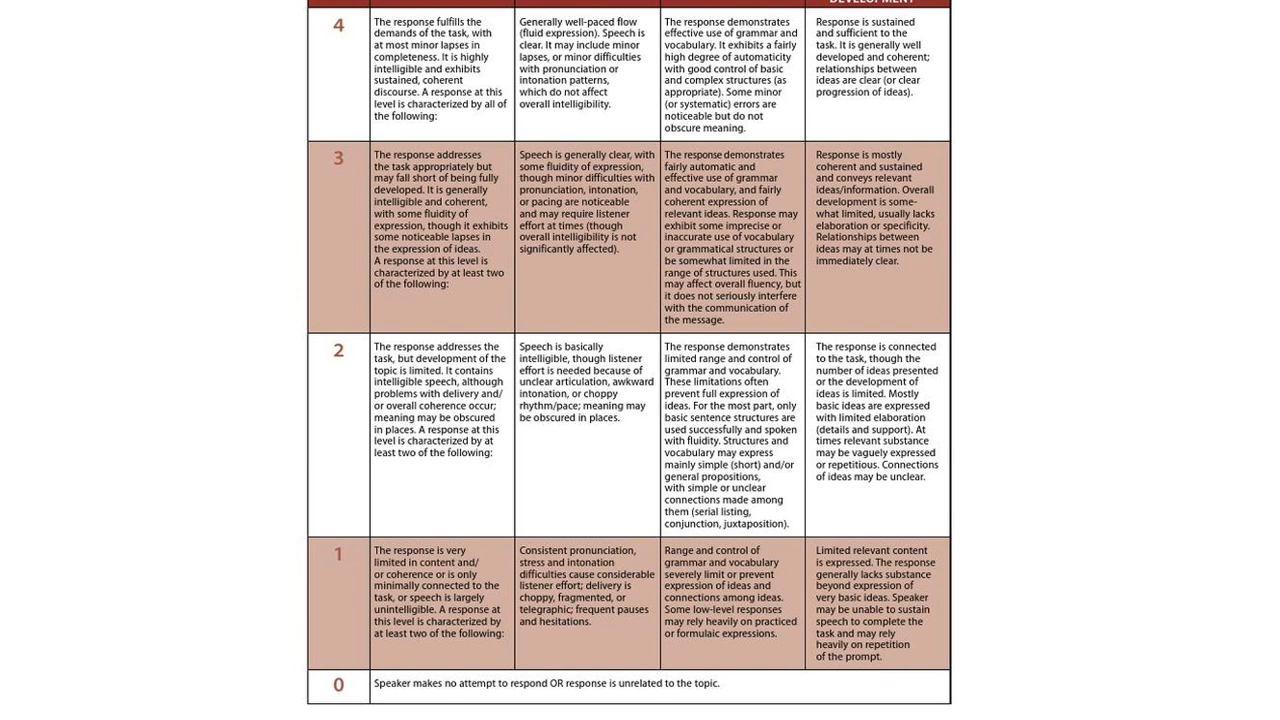 DEVELOPMENT
4
The response fulfills the
demands of the task, with
at most minor lapses in
completeness. It is highly
intelligible and exhibits
sustained, coherent
discourse. A response at this
level is characterized by all of
the following:
Generally well-paced flow
(fluid expression). Speech is
clear. It may include minor
lapses, or minor difficulties
with pronunciation or
intonation patterns,
which do not affect
overall intelligibility.
The response demonstrates
effective use of grammar and
vocabulary. It exhibits a fairly
high degree of automaticity
with good control of basic
and complex structures (as
appropriate). Some minor
(or systematic) errors are
noticeable but do not
obscure meaning.
Response is sustained
and sufficient to the
task. It is generally well
developed and coherent;
relationships between
ideas are clear (or clear
progression of ideas).
3
The response addresses
the task appropriately but
may fall short of being fully
developed. It is generally
intelligible and coherent,
with some fluidity of
expression, though it exhibits
some noticeable lapses in
the expression of ideas.
A response at this level is
characterized by at least two
of the following:
Speech is generally clear, with
some fluidity of expression,
though minor difficulties with
pronunciation, intonation,
or pacing are noticeable
and may require listener
effort at times (though
overall intelligibility is not
significantly affected).
The response demonstrates
fairly automatic and
effective use of grammar
and vocabulary, and fairly
coherent expression of
relevant ideas. Response may
exhibit some imprecise or
inaccurate use of vocabulary
or grammatical structures or
be somewhat limited in the
range of structures used. This
may affect overall fluency, but
it does not seriously interfere
with the communication of
the message.
Response is mostly
coherent and sustained
and conveys relevant
ideas/information. Overall
development is some-
what limited, usually lacks
elaboration or specificity.
Relationships between
ideas may at times not be
immediately clear.
2
The response addresses the
task, but development of the
topic is limited. It contains
intelligible speech, although
problems with delivery and/
or overall coherence occur;
meaning may be obscured
in places. A response at this
level is characterized by at
least two of the following:
Speech is basically
intelligible, though listener
effort is needed because of
unclear articulation, awkward
intonation, or choppy
rhythm/pace; meaning may
be obscured in places.
The response demonstrates
limited range and control of
grammar and vocabulary.
These limitations often
prevent full expression of
ideas. For the most part, only
basic sentence structures are
used successfully and spoken
with fluidity. Structures and
vocabulary may express
mainly simple (short) and/or
general propositions,
with simple or unclear
connections made among
them (serial listing,
conjunction, juxtaposition).
The response is connected
to the task, though the
number of ideas presented
or the development of
ideas is limited. Mostly
basic ideas are expressed
with limited elaboration
(details and support). At
times relevant substance
may be vaguely expressed
or repetitious. Connections
of ideas may be unclear.
1
The response is very
limited in content and/
or coherence or is only
minimally connected to the
task, or speech is largely
unintelligible. A response at
this level is characterized by
at least two of the following:
Consistent pronunciation,
stress and intonation
difficulties cause considerable
listener effort; delivery is
choppy, fragmented, or
telegraphic; frequent pauses
and hesitations.
Range and control of
grammar and vocabulary
severely limit or prevent
expression of ideas and
connections among ideas.
Some low-level responses
may rely heavily on practiced
or formulaic expressions.
Limited relevant content
is expressed. The response
generally lacks substance
beyond expression of
very basic ideas. Speaker
may be unable to sustain
speech to complete the
task and may rely
heavily on repetition
of the prompt.
0
Speaker makes no attempt to respond OR response is unrelated to the topic.